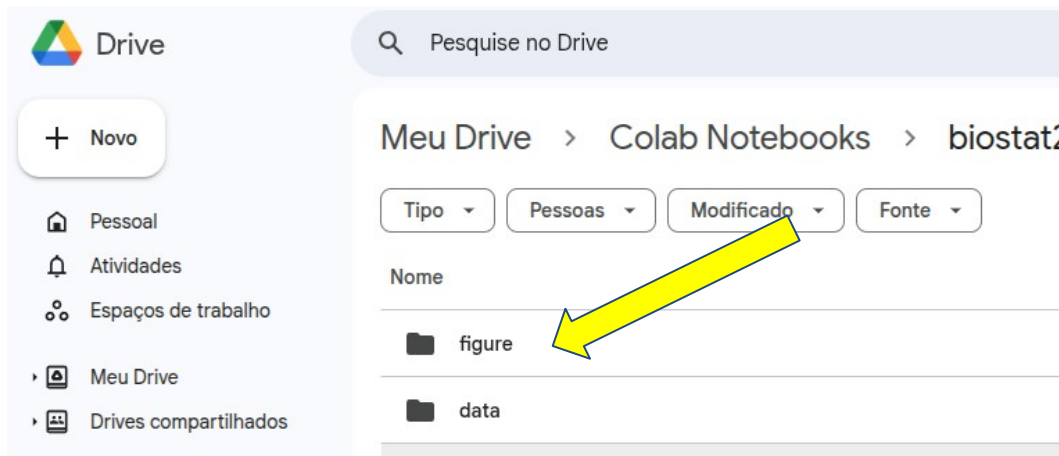 Drive
Pesquise no Drive
Novo
Pessoal
Atividades
Espaços de trabalho
Meu Drive
Drives compartilhados
Meu Drive > Colab Notebooks > biostat2
Tipo Pessoas Modificado Fonte
Nome
figure
data